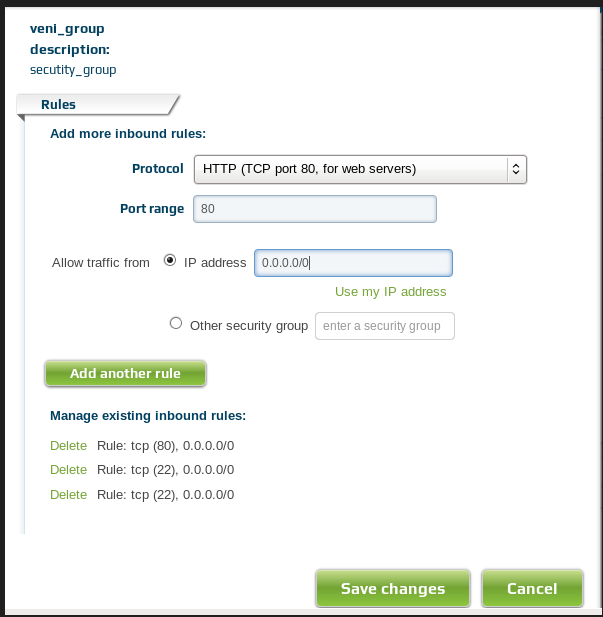 veni_group
description:
secutity_group
Rules
Add more inbound rules:
Protocol HTTP (TCP port 80, for web servers)
Port range 80
Allow traffic from IP address 0.0.0.0/0
Use my IP address
Other security group enter a security group
Add another rule
Manage existing inbound rules:
Delete Rule: tcp (80), 0.0.0.0/0
Delete Rule: tcp (22), 0.0.0.0/0
Delete Rule: tcp (22), 0.0.0.0/0
Save changes Cancel